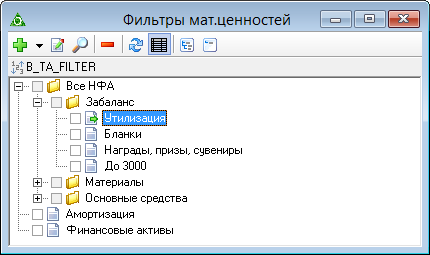 Фильтры мат.ценностей
B_TA_FILTER
Все НФА
Забаланс
Утилизация
Бланки
Награды, призы, сувениры
До 3000
Материалы
Основные средства
Амортизация
Финансовые активы